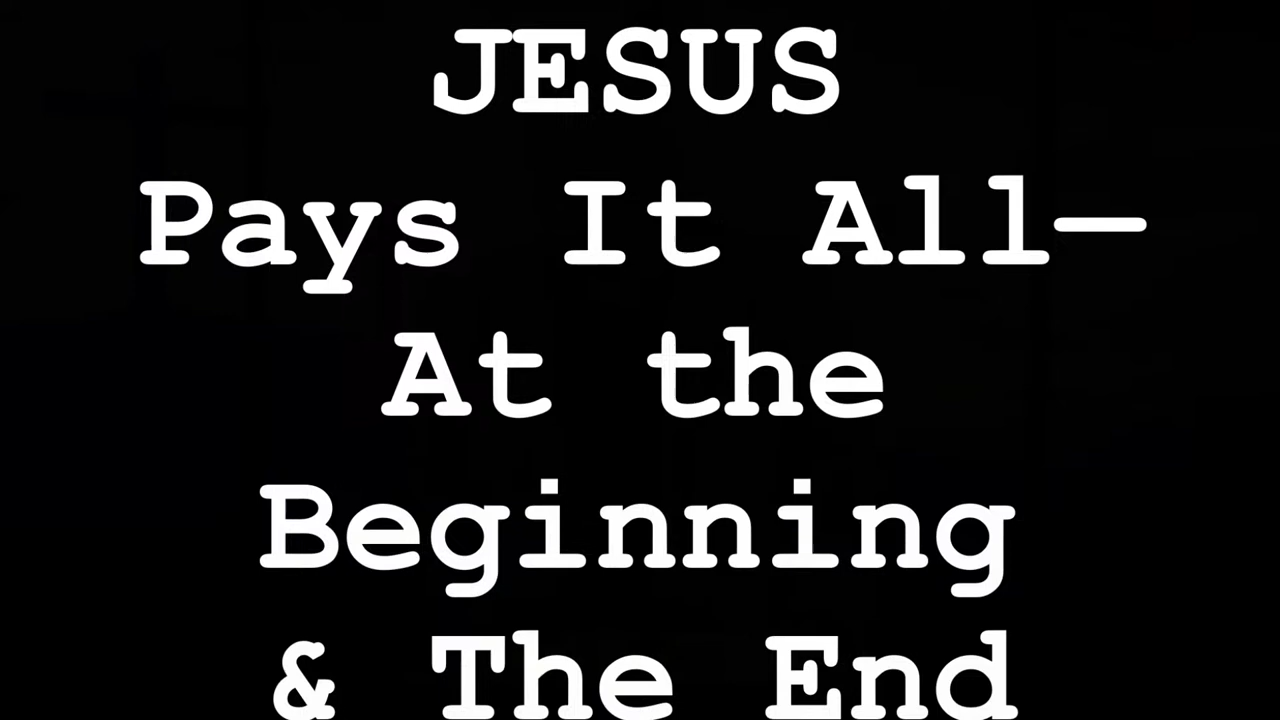 JESUS
Pays It All—
At the
Beginning
& The End